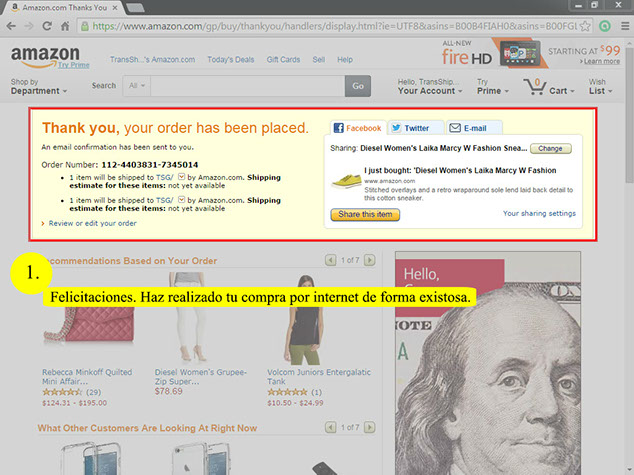 Amazon.com Thanks You
https://www.amazon.com/gp/buy/thankyou/handlers/display.html?ie=UTF8&asins=B00B4FIAH0&asins=B00FGL
amazon
Try Prime
TransSh...'s Amazon.com Today's Deals Gift Cards Sell Help
ALL-NEW
fire HD
STARTING AT $99
Learn more
Shop by
Department
Search All Go
Hello, TransShip...
Your Account
Try
Prime
0
Cart
Wish
List
Thank you, your order has been placed.
An email confirmation has been sent to you.
Order Number: 112-4403831-7345014
• 1 item will be shipped to TSG/ by Amazon.com. Shipping
estimate for these items: not yet available
• 1 item will be shipped to TSG/ by Amazon.com. Shipping
estimate for these items: not yet available
› Review or edit your order
Facebook Twitter E-mail
Sharing: Diesel Women's Laika Marcy W Fashion Snea... Change
I just bought: 'Diesel Women's Laika Marcy W Fashion
www.amazon.com
Stitched overlays and a retro wraparound sole lend laid back detail to
this cotton sneaker.
Share this item
Your sharing settings
1.
Recommendations Based on Your Order
1 of 7
Felicitaciones. Haz realizado tu compra por internet de forma existosa.
Rebecca Minkoff Quilted
Mini Affair...
(29)
$124.31 - $195.00
Diesel Women's Grupee-
Zip Super...
$78.69
Volcom Juniors Entergalatic
Tank
(1)
$10.50 - $24.99
Hello,
NOTE
What Other Customers Are Looking At Right Now
1 of 7